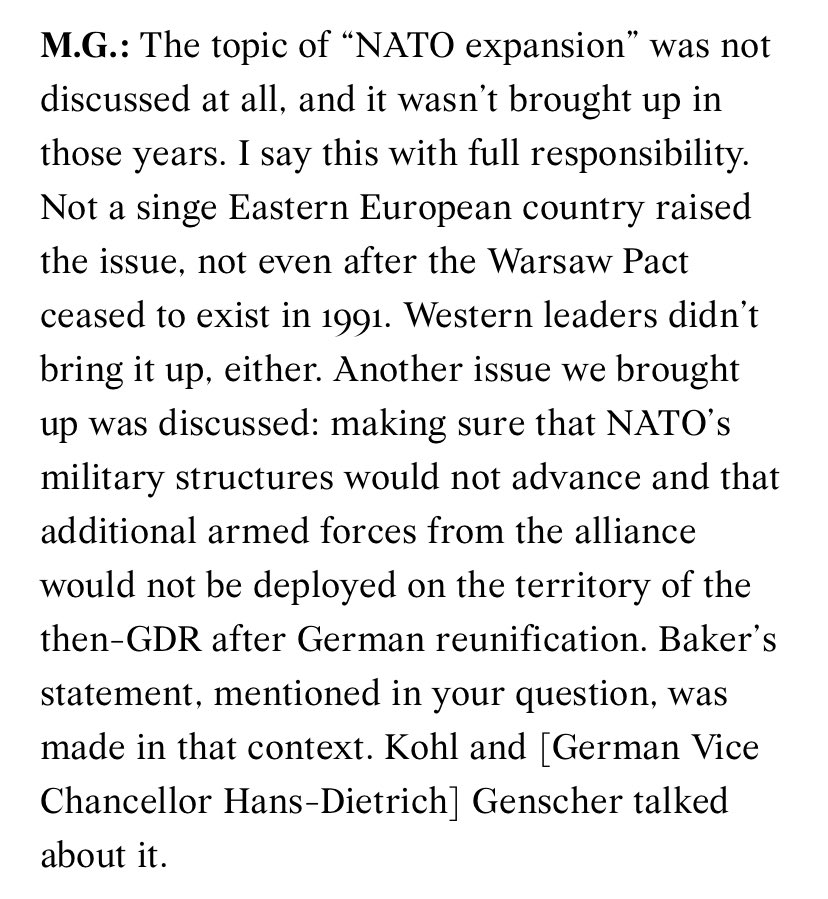 M.G.: The topic of “NATO expansion” was not
discussed at all, and it wasn’t brought up in
those years. I say this with full responsibility.
Not a singe Eastern European country raised
the issue, not even after the Warsaw Pact
ceased to exist in 1991. Western leaders didn’t
bring it up, either. Another issue we brought
up was discussed: making sure that NATO’s
military structures would not advance and that
additional armed forces from the alliance
would not be deployed on the territory of the
then-GDR after German reunification. Baker’s
statement, mentioned in your question, was
made in that context. Kohl and [German Vice
Chancellor Hans-Dietrich] Genscher talked
about it.